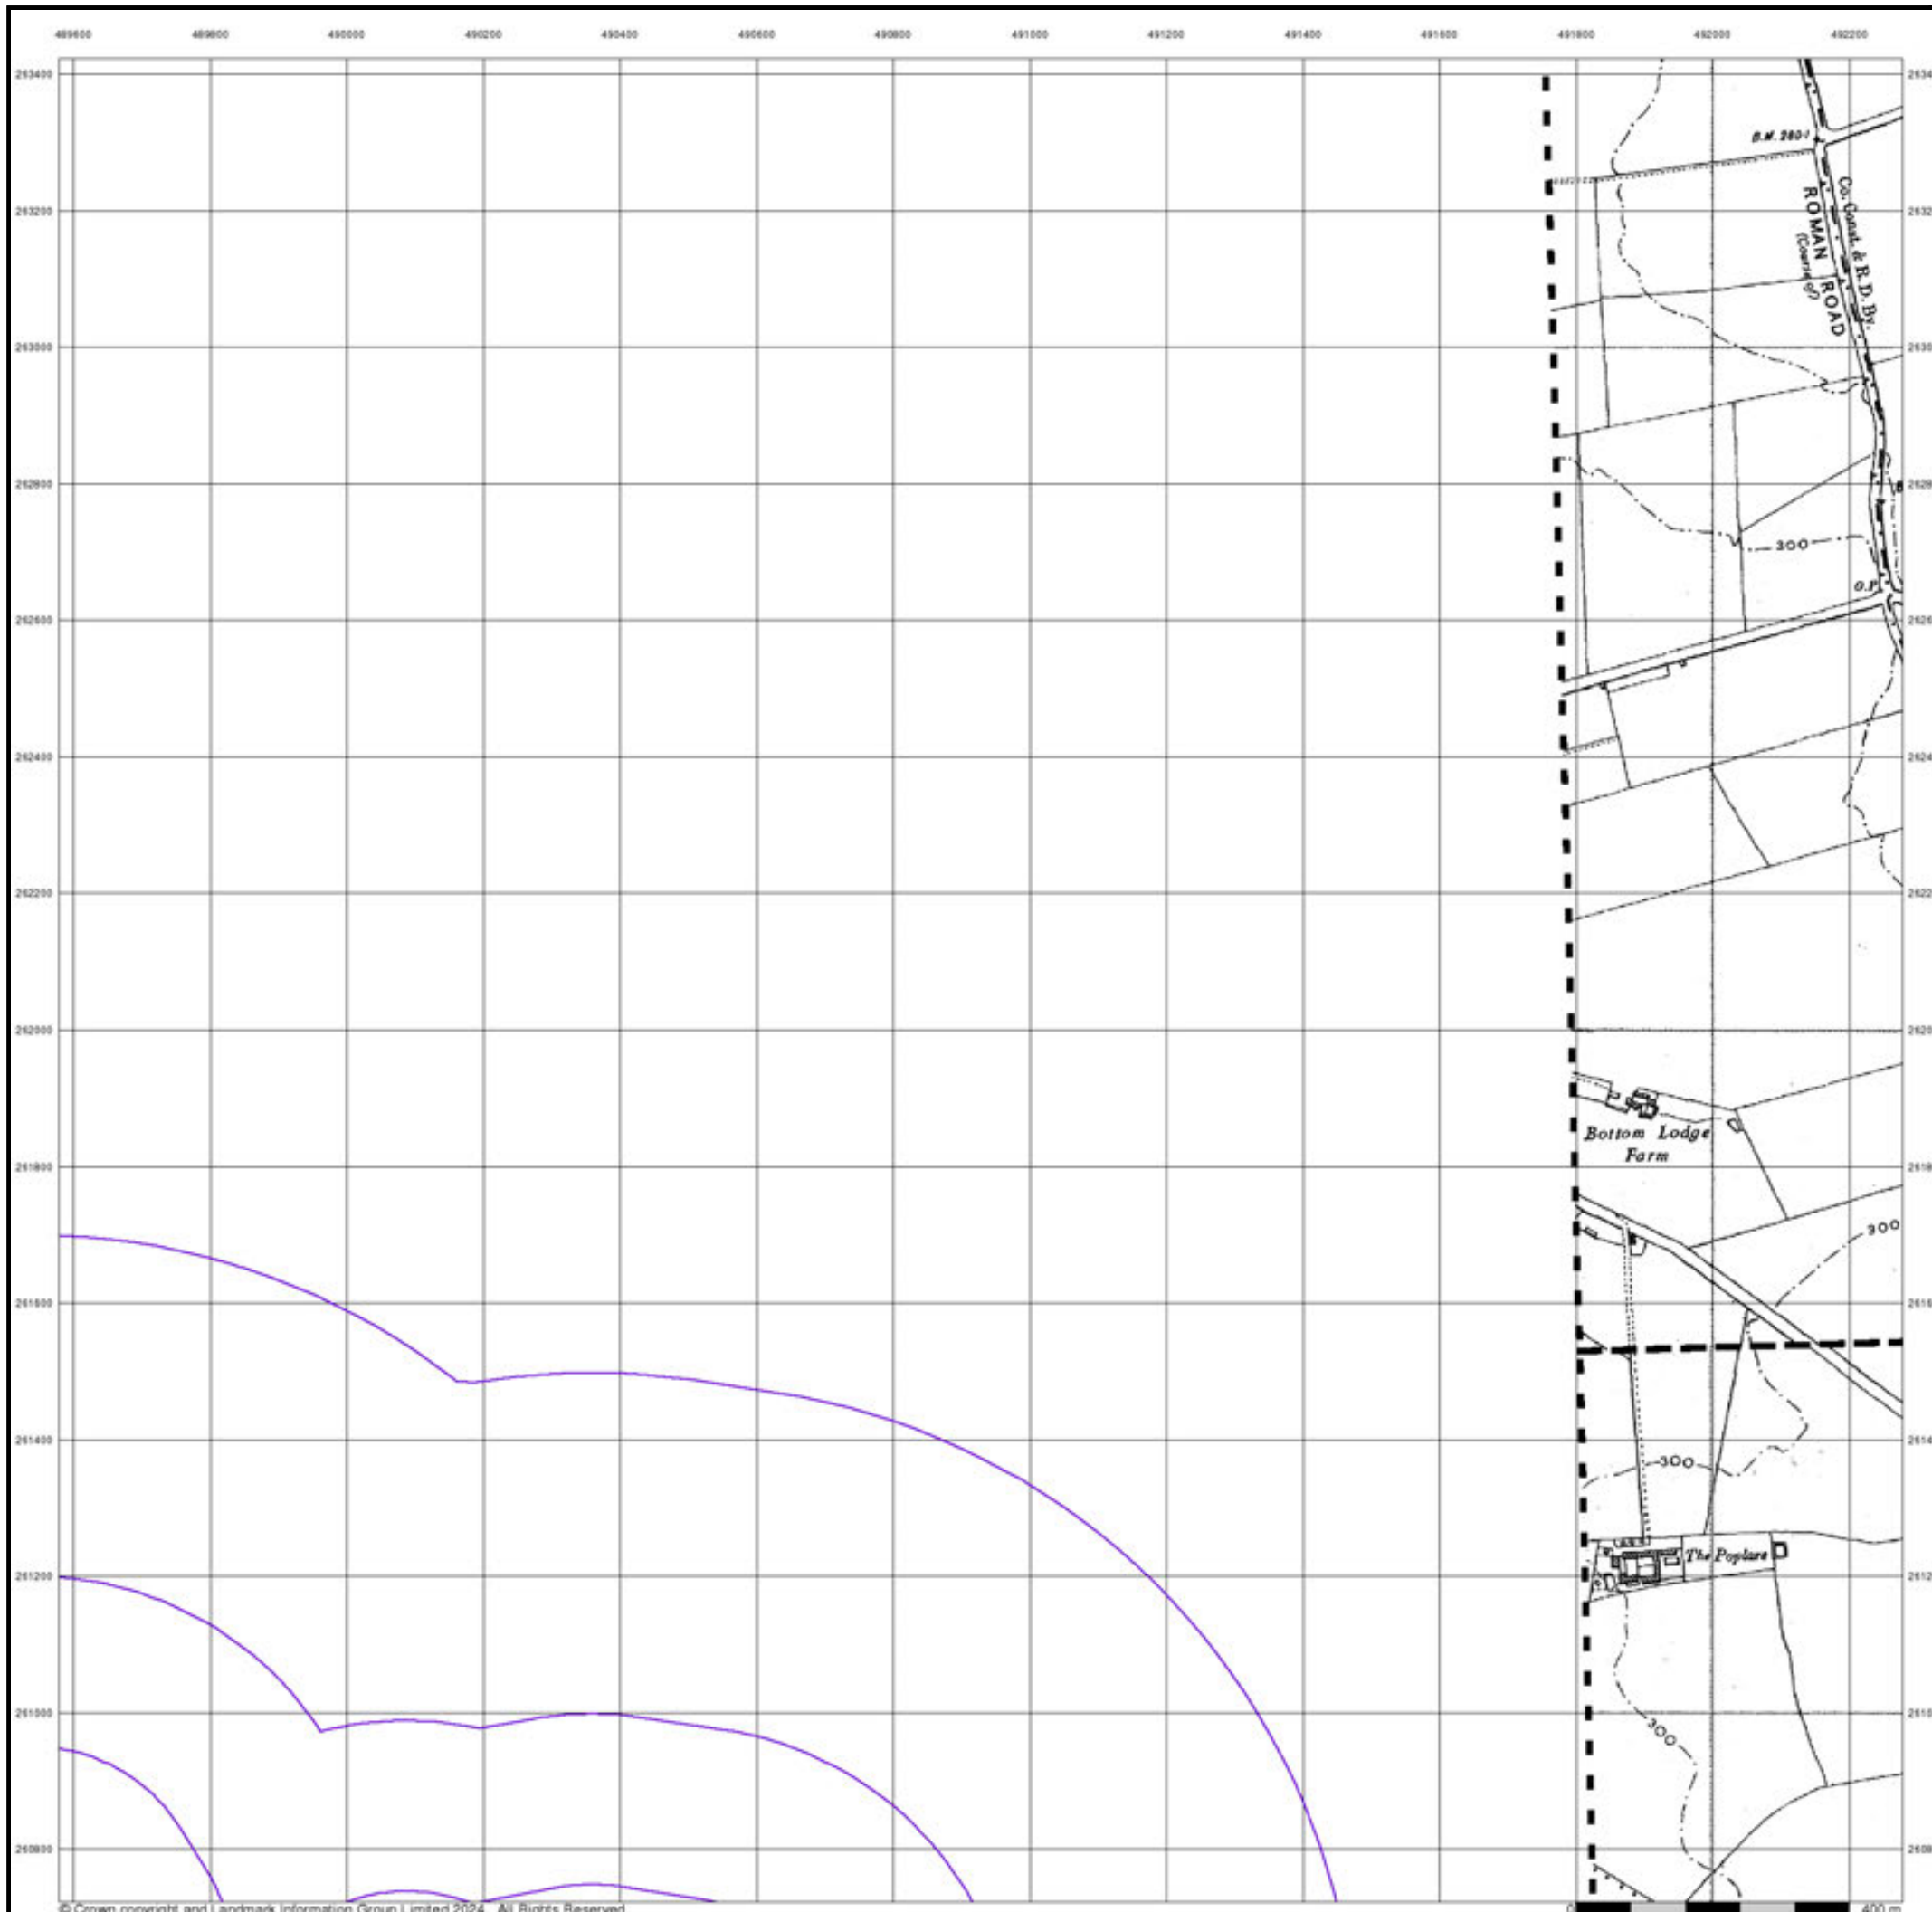 489600 489800 490000 490200 490400 490600 490800 491000 491200 491400 491600 491800 492000 492200
263400
B.M. 280·1
Co. Const. & R.D. By.
ROMAN ROAD
(Course of)
263200
263000
262800
300
G.P.
262600
262400
262200
262000
Bottom Lodge
Farm
261800
300
261600
261400
300
The Poplars
261200
261000
300
260800
© Crown copyright and Landmark Information Group Limited 2024. All Rights Reserved.
0 400 m